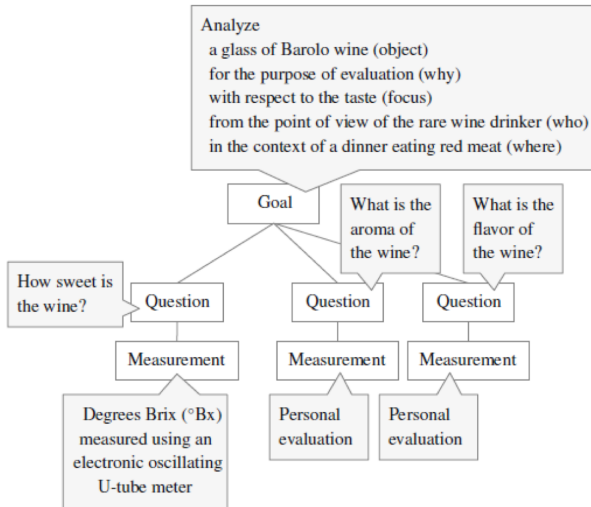 Analyze
a glass of Barolo wine (object)
for the purpose of evaluation (why)
with respect to the taste (focus)
from the point of view of the rare wine drinker (who)
in the context of a dinner eating red meat (where)
Goal
What is the
aroma of
the wine?
What is the
flavor of
the wine?
How sweet is
the wine?
Question
Question
Question
Measurement
Measurement
Measurement
Degrees Brix (°Bx)
measured using an
electronic oscillating
U-tube meter
Personal
evaluation
Personal
evaluation